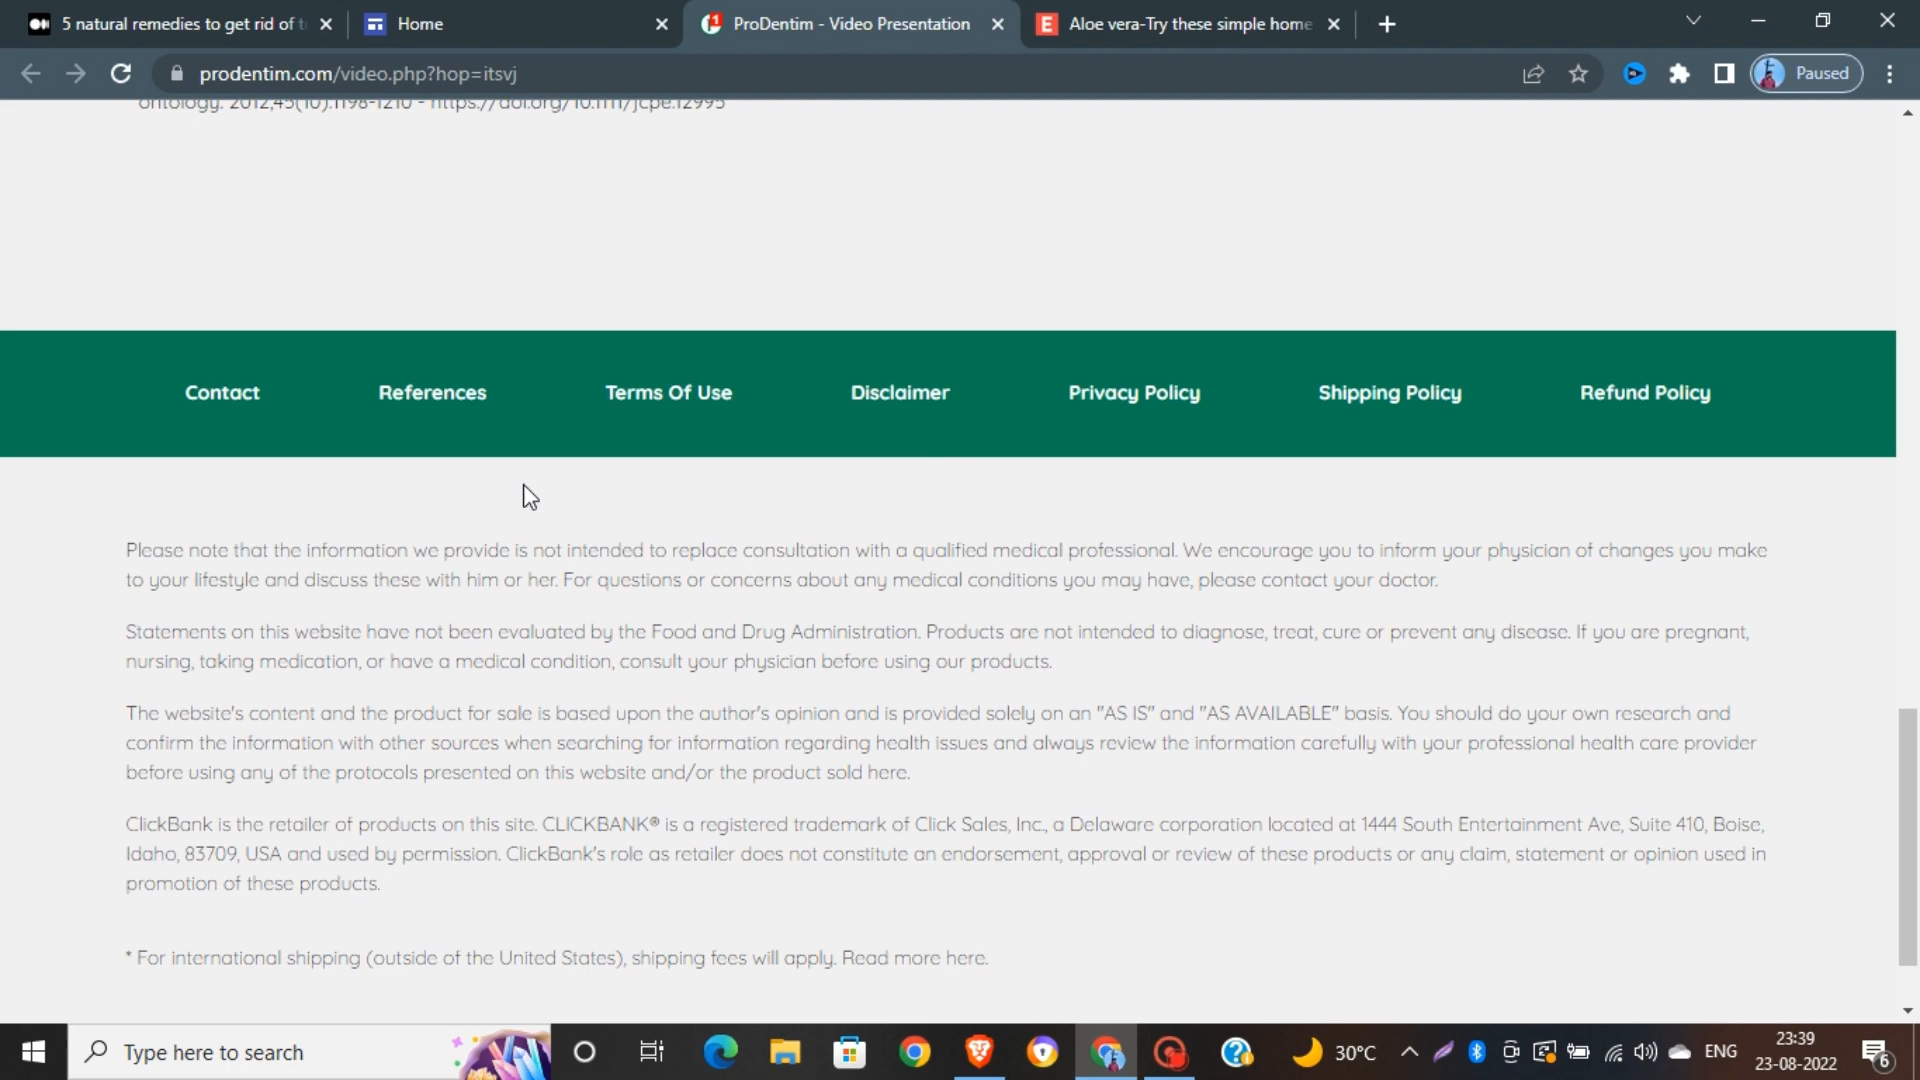 5 natural remedies to get rid of t
Home
ProDentim - Video Presentation
Aloe vera-Try these simple home
prodentim.com/video.php?hop=itsvj
Paused
ontology. 2012;45(10):1198-1210 - https://doi.org/10.1111/jcpe.12995
Contact
References
Terms Of Use
Disclaimer
Privacy Policy
Shipping Policy
Refund Policy
Please note that the information we provide is not intended to replace consultation with a qualified medical professional. We encourage you to inform your physician of changes you make
to your lifestyle and discuss these with him or her. For questions or concerns about any medical conditions you may have, please contact your doctor.
Statements on this website have not been evaluated by the Food and Drug Administration. Products are not intended to diagnose, treat, cure or prevent any disease. If you are pregnant,
nursing, taking medication, or have a medical condition, consult your physician before using our products.
The website's content and the product for sale is based upon the author's opinion and is provided solely on an "AS IS" and "AS AVAILABLE" basis. You should do your own research and
confirm the information with other sources when searching for information regarding health issues and always review the information carefully with your professional health care provider
before using any of the protocols presented on this website and/or the product sold here.
ClickBank is the retailer of products on this site. CLICKBANK® is a registered trademark of Click Sales, Inc., a Delaware corporation located at 1444 South Entertainment Ave, Suite 410, Boise,
Idaho, 83709, USA and used by permission. ClickBank's role as retailer does not constitute an endorsement, approval or review of these products or any claim, statement or opinion used in
promotion of these products.
* For international shipping (outside of the United States), shipping fees will apply. Read more here.
Type here to search
30°C
ENG
23:39
23-08-2022
6